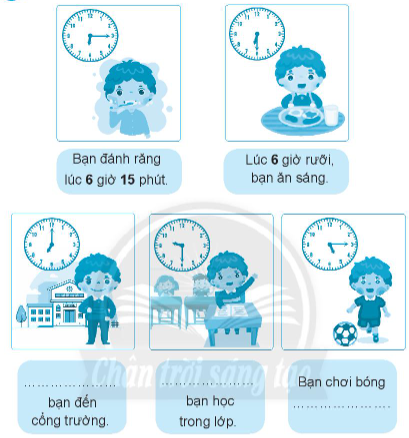 Bạn đánh răng
lúc 6 giờ 15 phút.
Lúc 6 giờ rưỡi,
bạn ăn sáng.
.....................
bạn đến
cổng trường.
.....................
bạn học
trong lớp.
Bạn chơi bóng
.....................
Chân trời sáng tạo